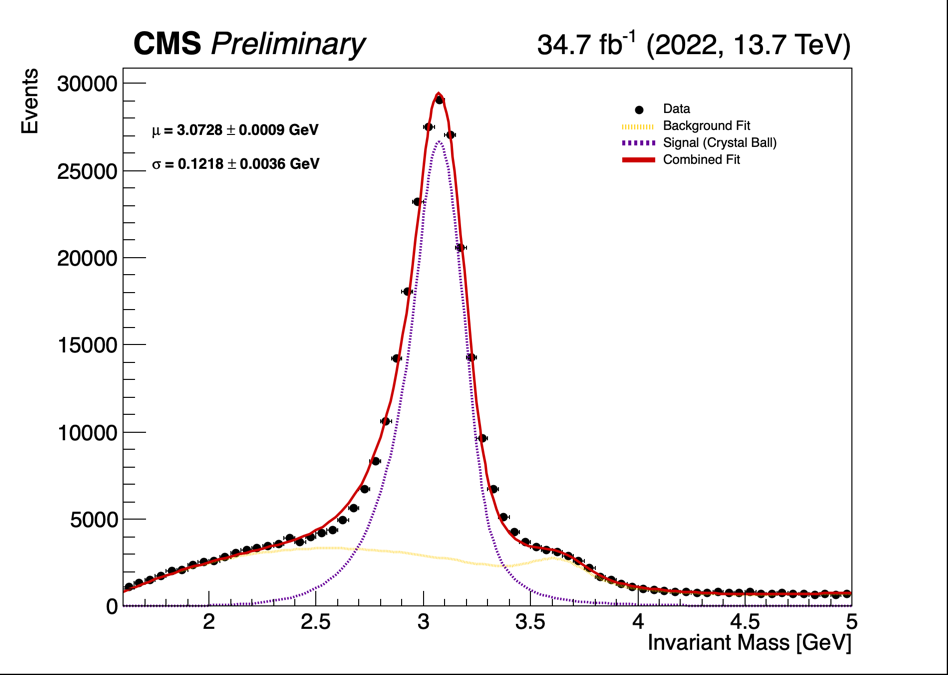 CMS Preliminary
34.7 fb⁻¹ (2022, 13.7 TeV)
Events
30000
25000
20000
15000
10000
5000
0
μ = 3.0728 ± 0.0009 GeV
σ = 0.1218 ± 0.0036 GeV
Data
Background Fit
Signal (Crystal Ball)
Combined Fit
2 2.5 3 3.5 4 4.5 5
Invariant Mass [GeV]